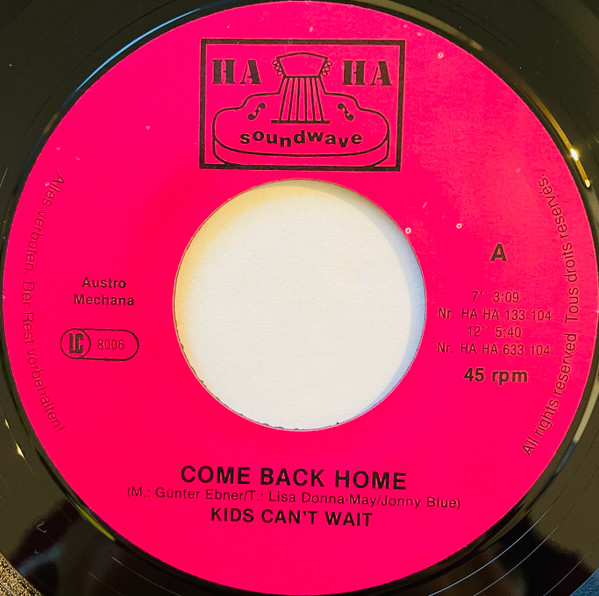 HA HA
soundwave
A
Austro
Mechana
LC 8006
7'' 3:09
Nr. HA HA 133 104
12'' 5:40
Nr. HA HA 633 104
45 rpm
Alles verboten. Der Rest vorbehalten!
All rights reserved. Tous droits reservés.
COME BACK HOME
(M.: Günter Ebner/T.: Lisa Donna-May/Jonny Blue)
KIDS CAN'T WAIT